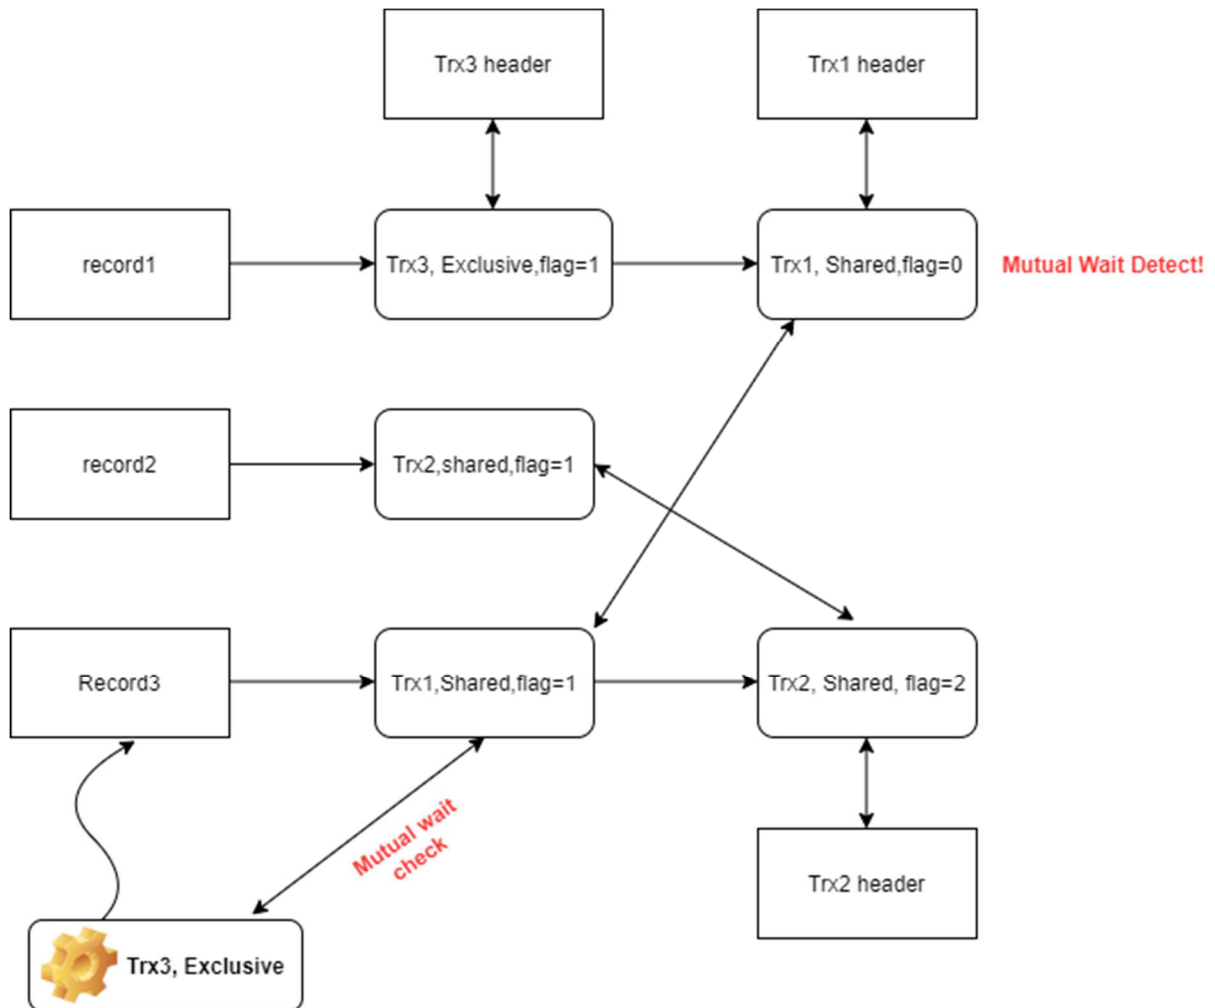 Trx3 header
Trx1 header
record1
Trx3, Exclusive,flag=1
Trx1, Shared,flag=0
Mutual Wait Detect!
record2
Trx2,shared,flag=1
Record3
Trx1,Shared,flag=1
Trx2, Shared, flag=2
Mutual wait
check
Trx2 header
Trx3, Exclusive